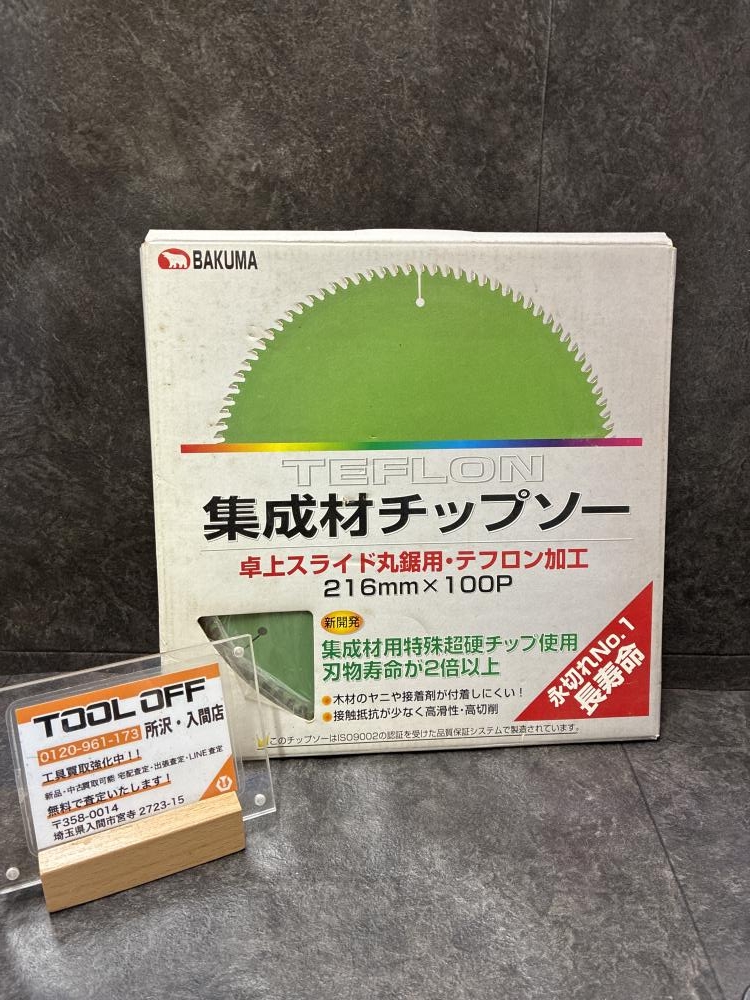 BAKUMA
TEFLON
集成材チップソー
卓上スライド丸鋸用・テフロン加工
216mm×100P
新開発
集成材用特殊超硬チップ使用
刃物寿命が2倍以上
木材のヤニや接着剤が付着しにくい!
接触抵抗が少なく高滑性・高切削
このチップソーはISO9002の認証を受けた品質保証システムで製造されています。
永切れNo.1
長寿命
TOOL OFF
0120-961-173 所沢・入間店
工具買取強化中!!
新品・中古買取可能 宅配査定・出張査定・LINE査定
無料で査定いたします!
〒358-0014
埼玉県入間市宮寺 2723-15